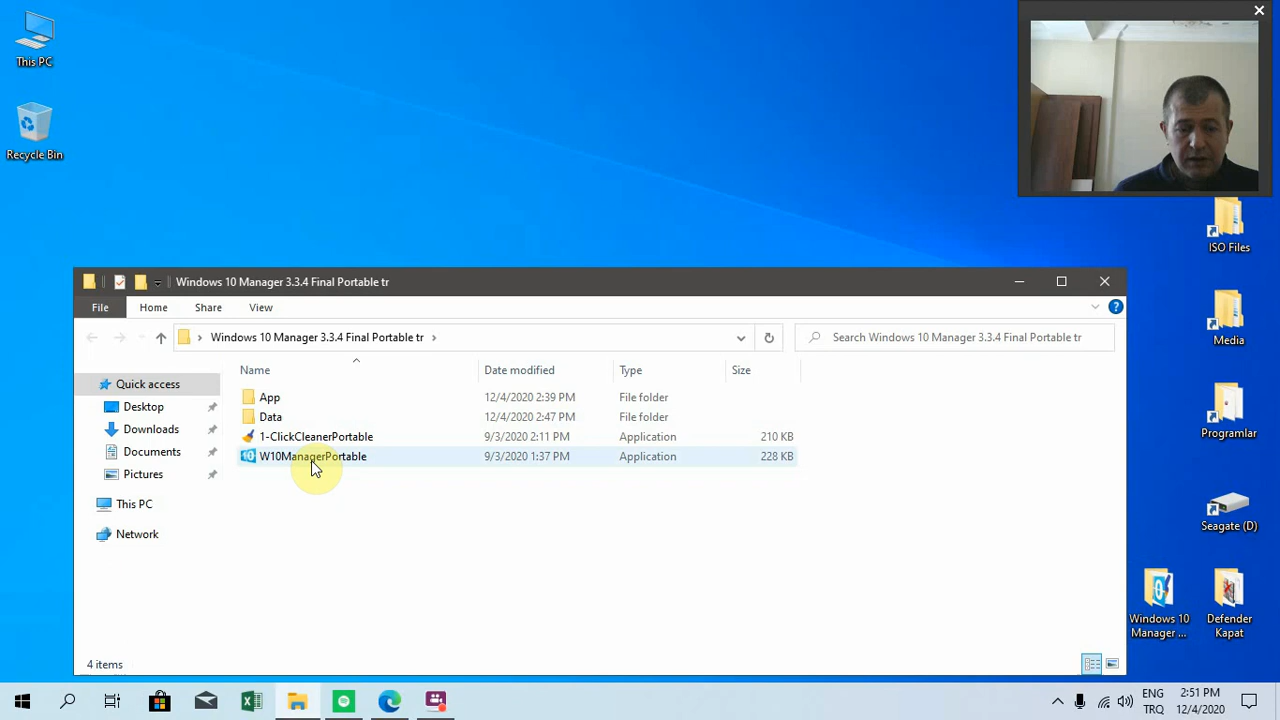 This PC
Recycle Bin
ISO Files
Media
Programlar
Seagate (D)
Windows 10 Manager ...
Defender Kapat
Windows 10 Manager 3.3.4 Final Portable tr
File Home Share View
Windows 10 Manager 3.3.4 Final Portable tr
Search Windows 10 Manager 3.3.4 Final Portable tr
Name Date modified Type Size
Quick access
Desktop
Downloads
Documents
Pictures
This PC
Network
App 12/4/2020 2:39 PM File folder
Data 12/4/2020 2:47 PM File folder
1-ClickCleanerPortable 9/3/2020 2:11 PM Application 210 KB
W10ManagerPortable 9/3/2020 1:37 PM Application 228 KB
4 items
ENG 2:51 PM
TRQ 12/4/2020